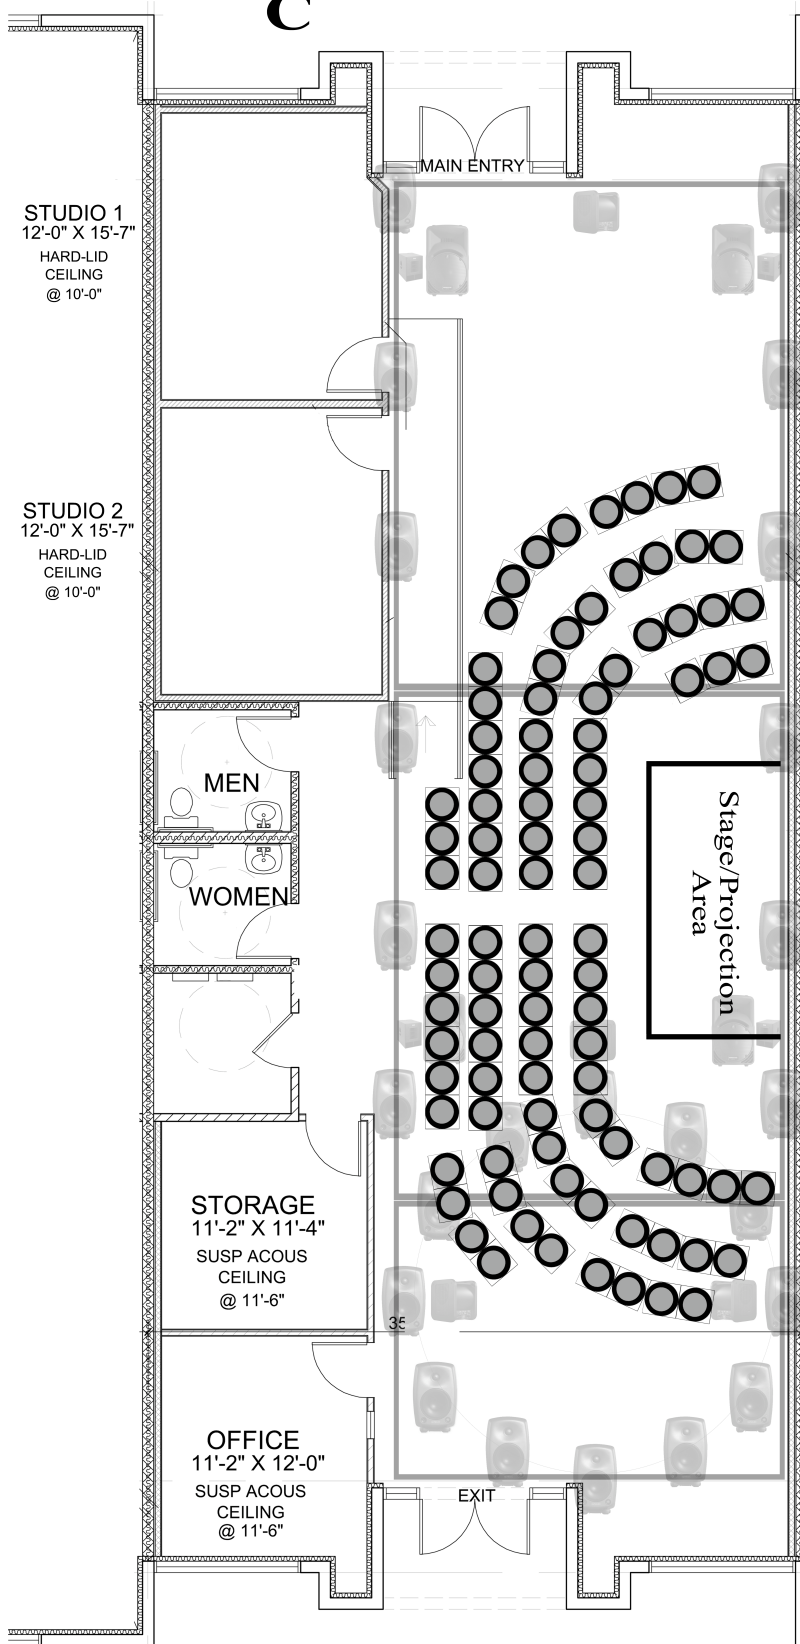 C
MAIN ENTRY
STUDIO 1
12'-0" X 15'-7"
HARD-LID
CEILING
@ 10'-0"
STUDIO 2
12'-0" X 15'-7"
HARD-LID
CEILING
@ 10'-0"
MEN
WOMEN
Stage/Projection
Area
STORAGE
11'-2" X 11'-4"
SUSP ACOUS
CEILING
@ 11'-6"
35
OFFICE
11'-2" X 12'-0"
SUSP ACOUS
CEILING
@ 11'-6"
EXIT